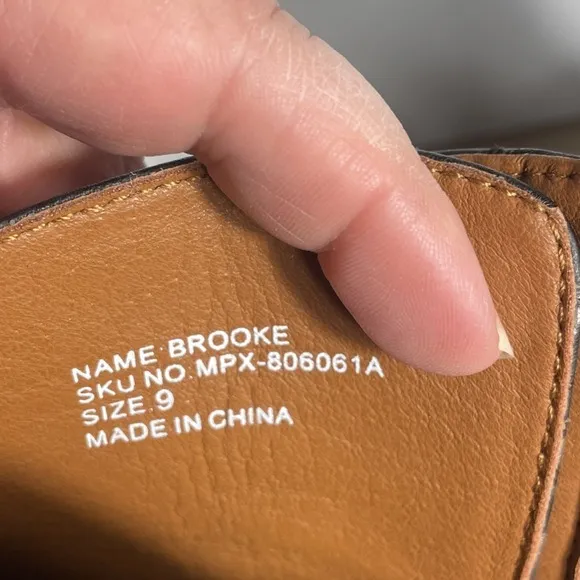 NAME:BROOKE
SKU NO.MPX-806061A
SIZE.9
MADE IN CHINA